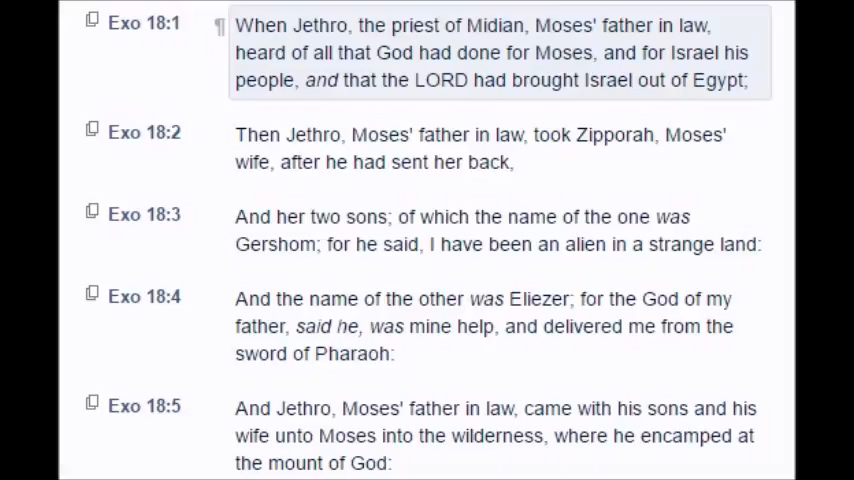 Exo 18:1 ¶ When Jethro, the priest of Midian, Moses' father in law,
heard of all that God had done for Moses, and for Israel his
people, and that the LORD had brought Israel out of Egypt;
Exo 18:2 Then Jethro, Moses' father in law, took Zipporah, Moses'
wife, after he had sent her back,
Exo 18:3 And her two sons; of which the name of the one was
Gershom; for he said, I have been an alien in a strange land:
Exo 18:4 And the name of the other was Eliezer; for the God of my
father, said he, was mine help, and delivered me from the
sword of Pharaoh:
Exo 18:5 And Jethro, Moses' father in law, came with his sons and his
wife unto Moses into the wilderness, where he encamped at
the mount of God: